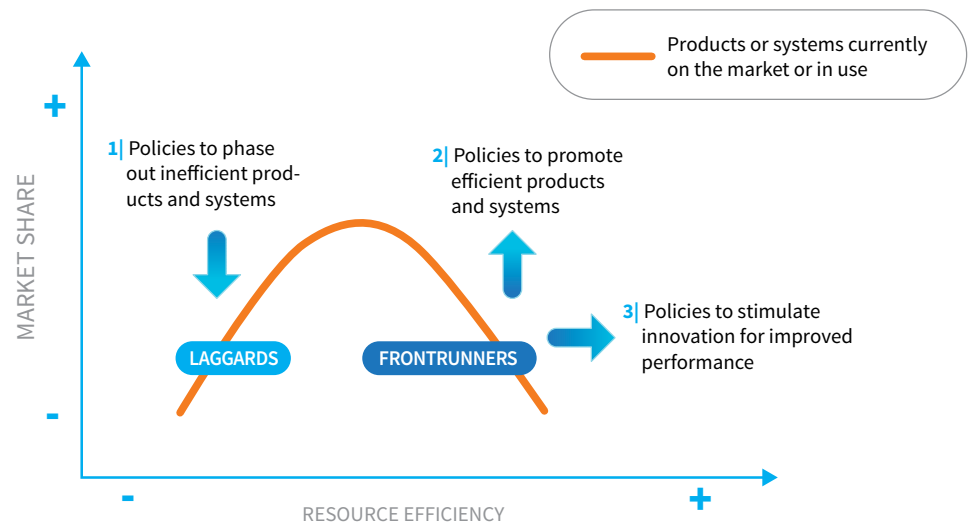 Products or systems currently
on the market or in use
+
1| Policies to phase
out inefficient prod-
ucts and systems
2| Policies to promote
efficient products
and systems
MARKET SHARE
3| Policies to stimulate
innovation for improved
performance
LAGGARDS
FRONTRUNNERS
-
-
+
RESOURCE EFFICIENCY